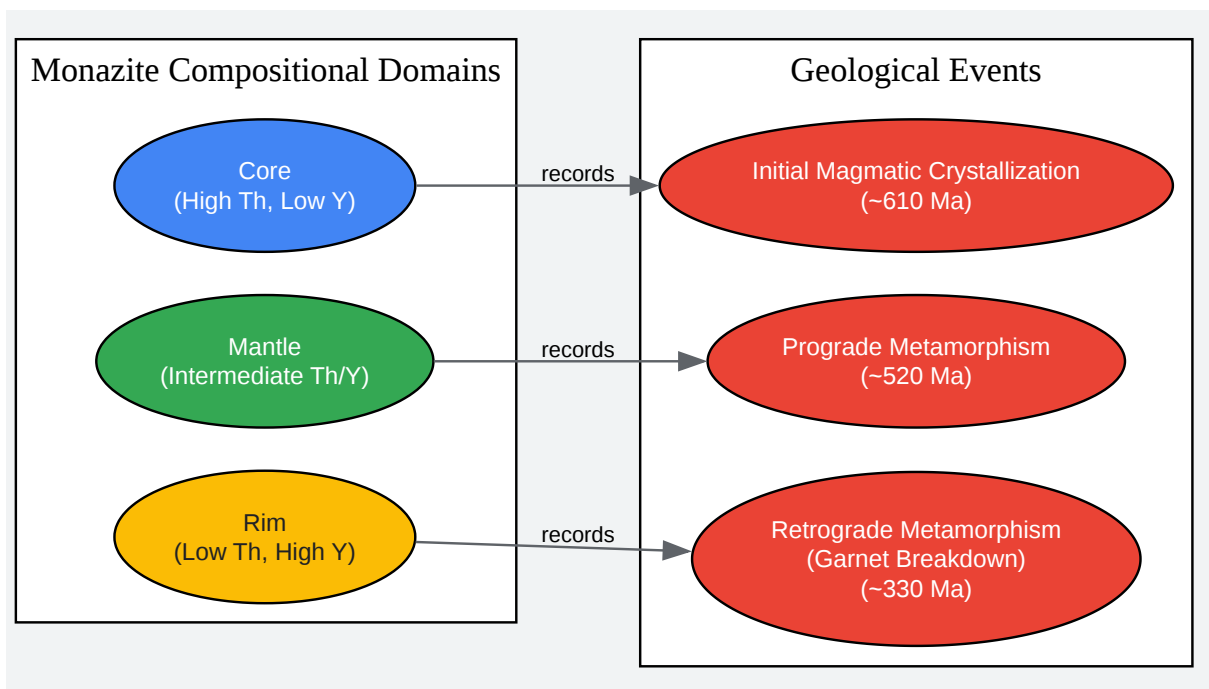 Monazite Compositional Domains
Core
(High Th, Low Y)
Mantle
(Intermediate Th/Y)
Rim
(Low Th, High Y)
records
records
records
Geological Events
Initial Magmatic Crystallization
(~610 Ma)
Prograde Metamorphism
(~520 Ma)
Retrograde Metamorphism
(Garnet Breakdown)
(~330 Ma)